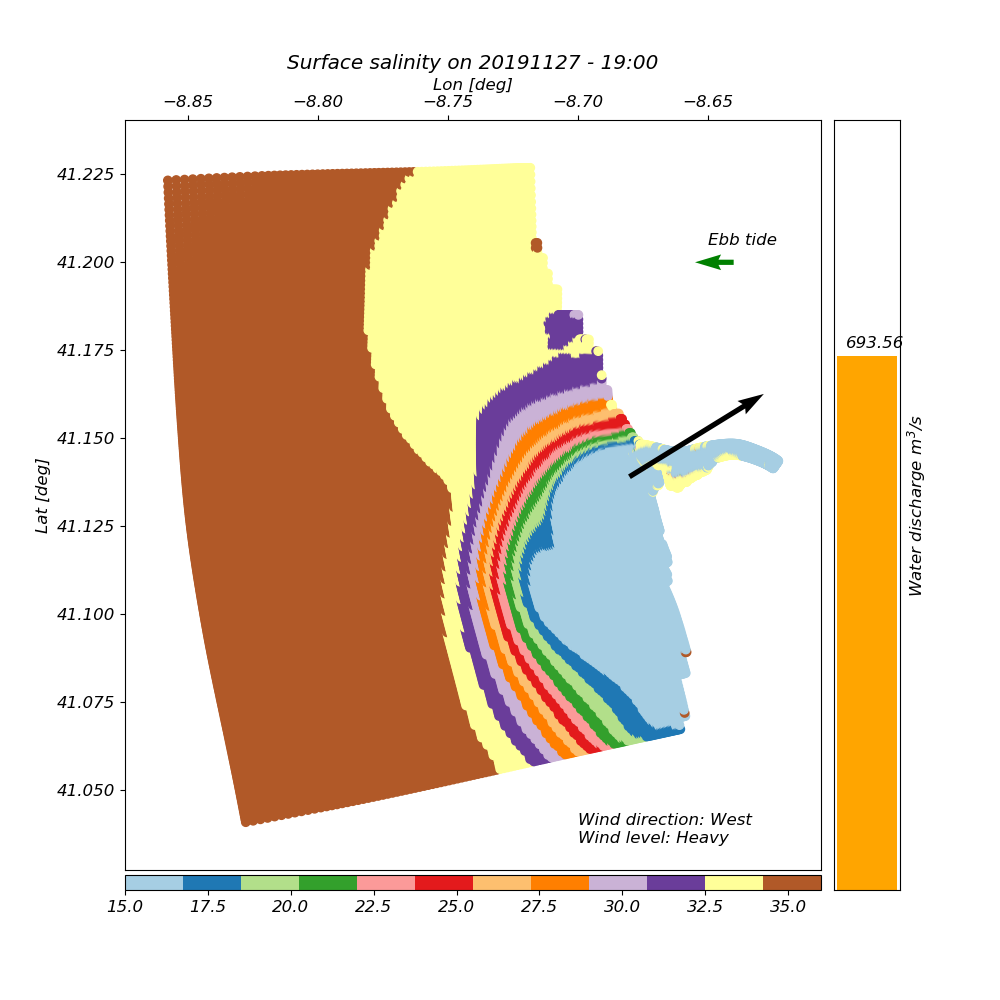 Surface salinity on 20191127 - 19:00
Lon [deg]
−8.85 −8.80 −8.75 −8.70 −8.65
41.225
41.200
41.175
41.150
41.125
41.100
41.075
41.050
Lat [deg]
Ebb tide
693.56
Water discharge m³/s
Wind direction: West
Wind level: Heavy
15.0 17.5 20.0 22.5 25.0 27.5 30.0 32.5 35.0